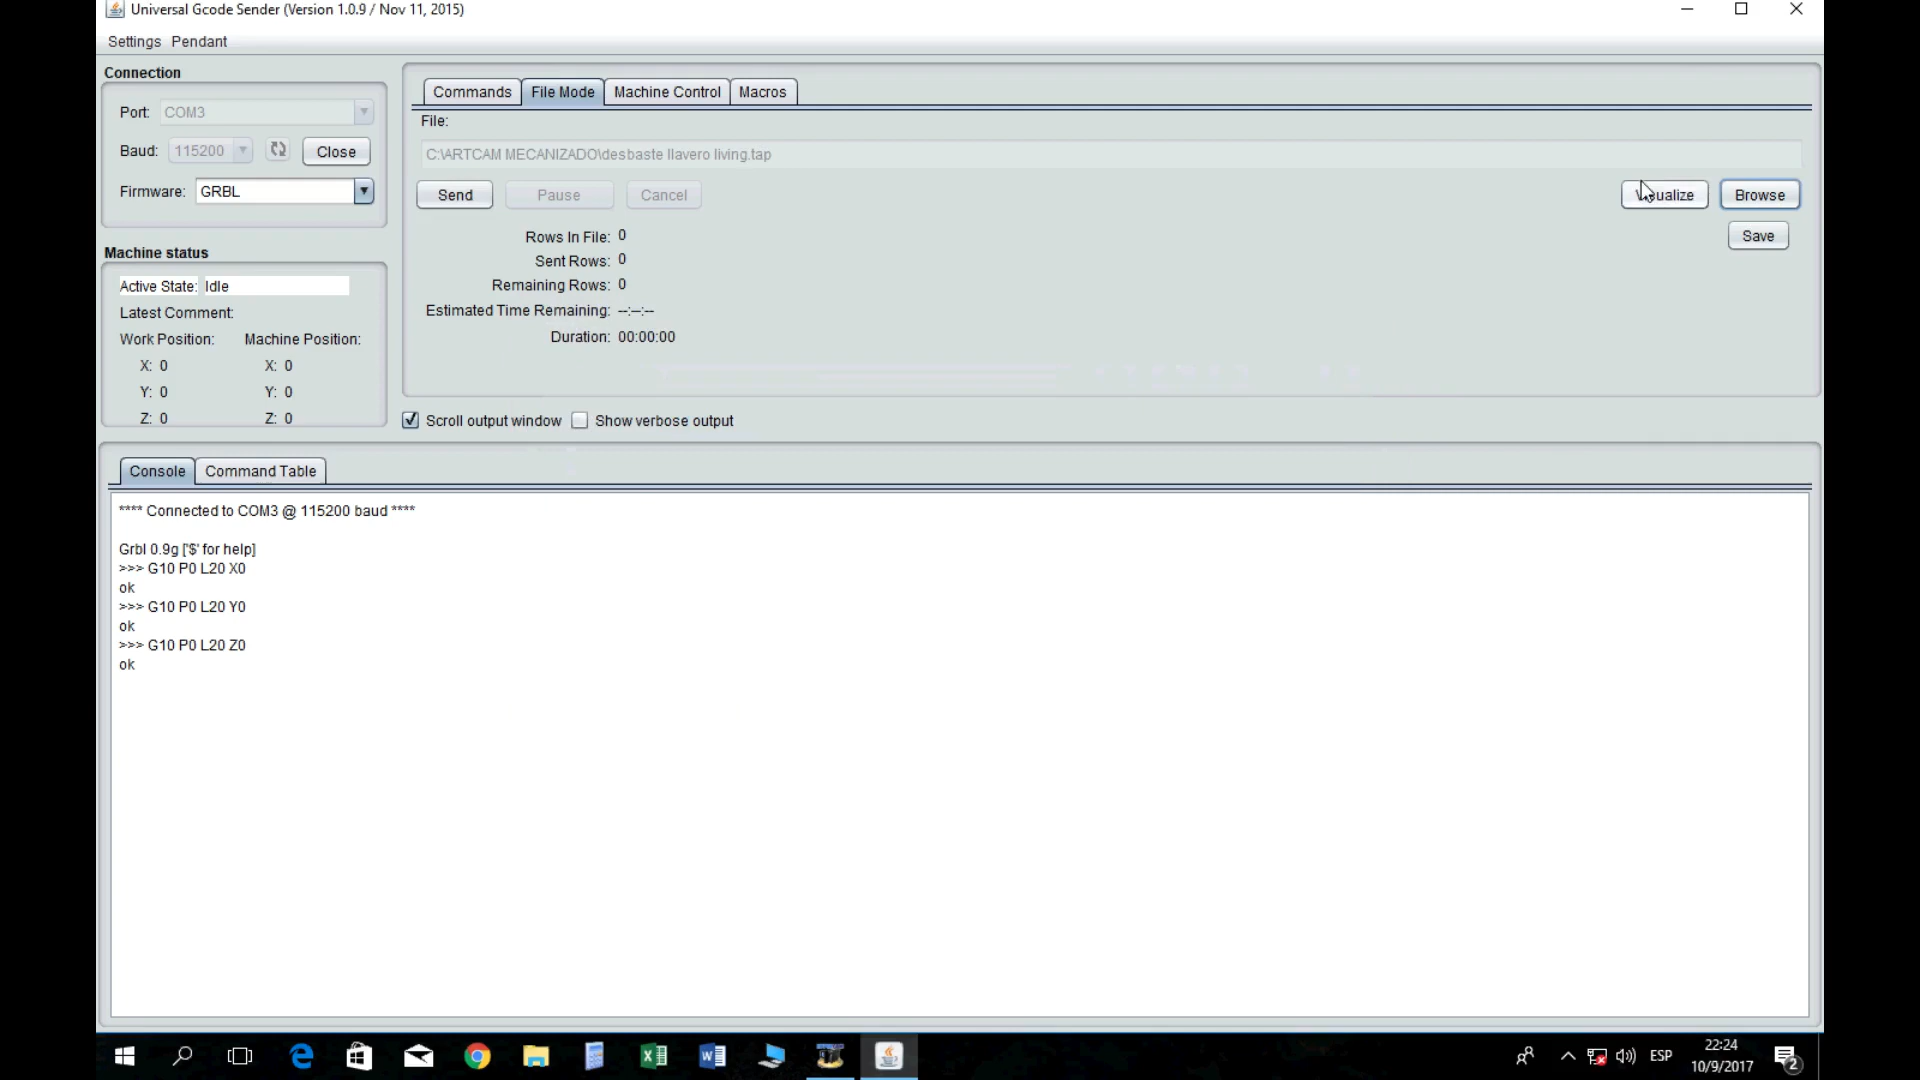 Universal Gcode Sender (Version 1.0.9 / Nov 11, 2015)
Settings Pendant
Connection
Port: COM3
Baud: 115200 Close
Firmware: GRBL
Machine status
Active State: Idle
Latest Comment:
Work Position: Machine Position:
X: 0 X: 0
Y: 0 Y: 0
Z: 0 Z: 0
Commands File Mode Machine Control Macros
File:
C:\ARTCAM MECANIZADO\desbaste llavero living.tap
Send Pause Cancel Visualize Browse
Save
Rows In File: 0
Sent Rows: 0
Remaining Rows: 0
Estimated Time Remaining: --:--:--
Duration: 00:00:00
Scroll output window Show verbose output
Console Command Table
**** Connected to COM3 @ 115200 baud ****
Grbl 0.9g ['$' for help]
>>> G10 P0 L20 X0
ok
>>> G10 P0 L20 Y0
ok
>>> G10 P0 L20 Z0
ok
ESP
22:24
10/9/2017
2